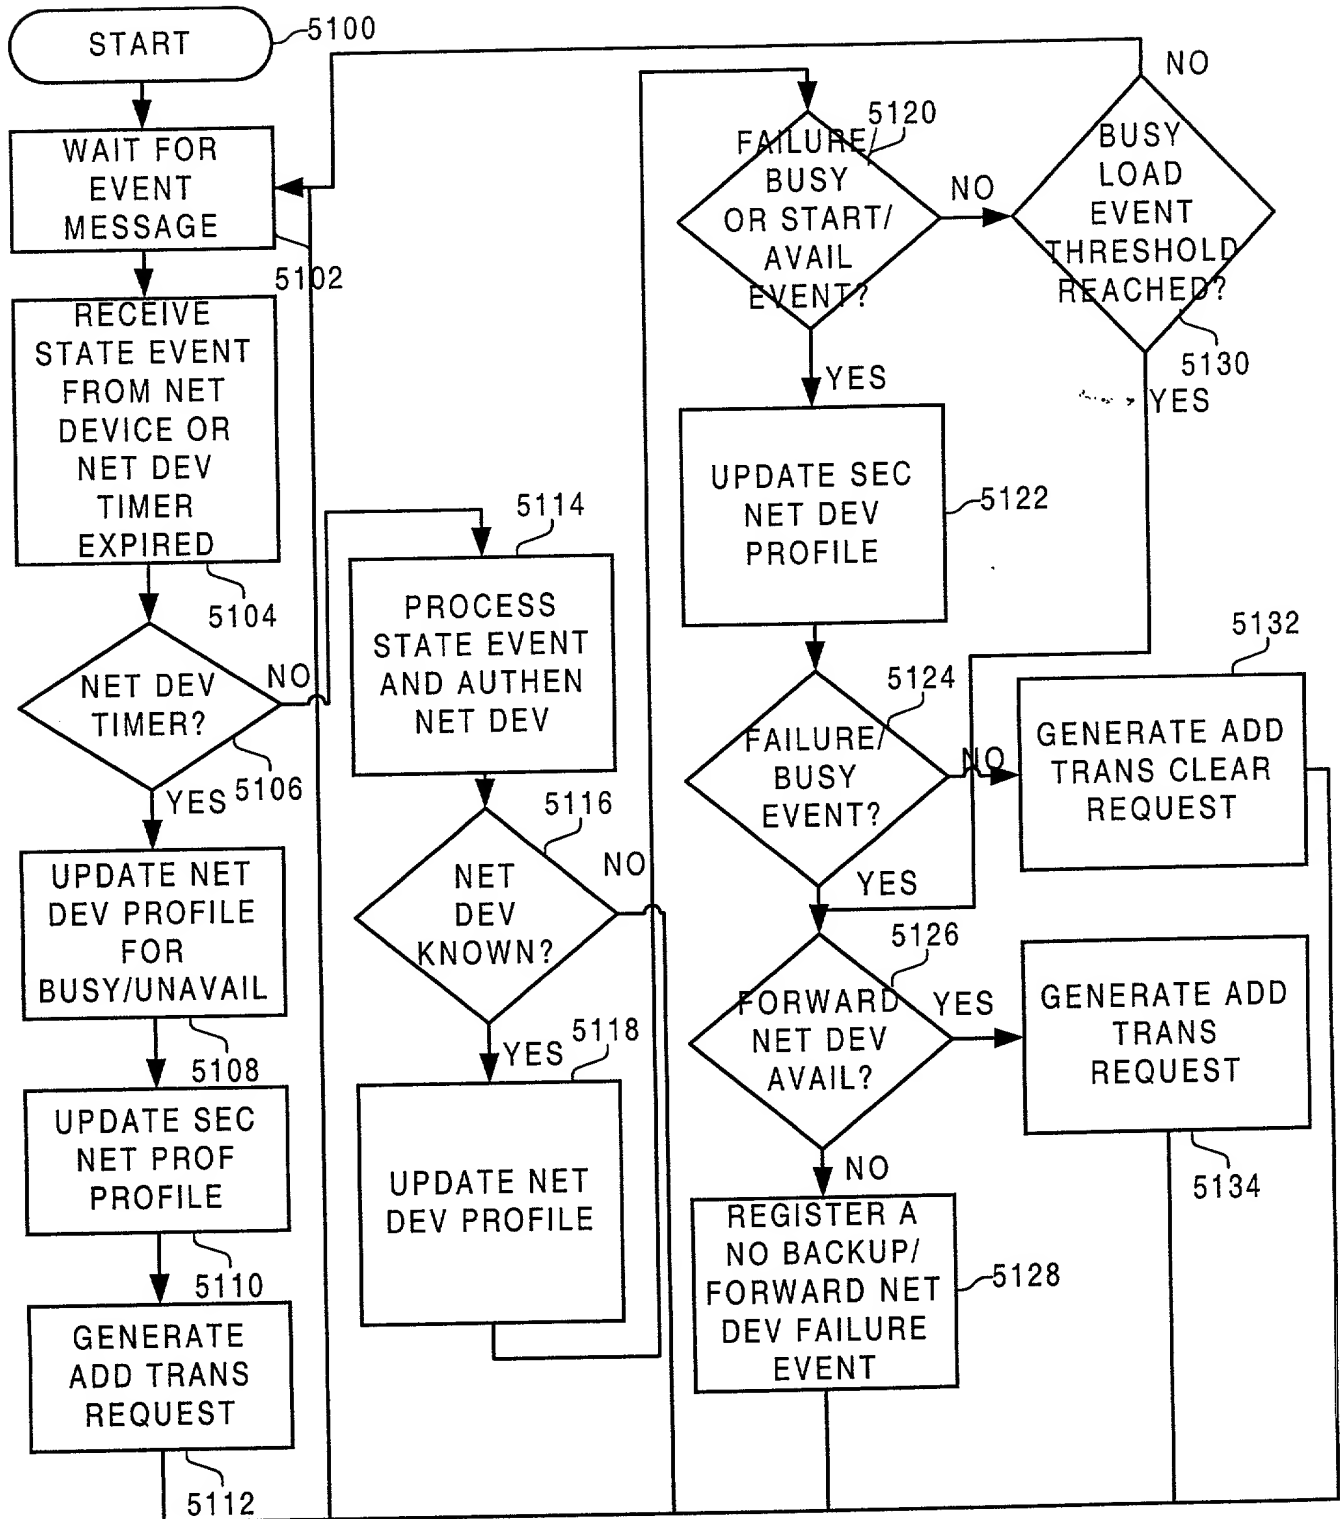 START
5100
WAIT FOR
EVENT
MESSAGE
5102
RECEIVE
STATE EVENT
FROM NET
DEVICE OR
NET DEV
TIMER
EXPIRED
5104
NET DEV
TIMER?
NO
5106
YES
UPDATE NET
DEV PROFILE
FOR
BUSY/UNAVAIL
5108
UPDATE SEC
NET PROF
PROFILE
5110
GENERATE
ADD TRANS
REQUEST
5112
5114
PROCESS
STATE EVENT
AND AUTHEN
NET DEV
5116
NET
DEV
KNOWN?
NO
YES
5118
UPDATE NET
DEV PROFILE
5120
FAILURE/
BUSY
OR START/
AVAIL
EVENT?
NO
YES
5122
UPDATE SEC
NET DEV
PROFILE
5124
FAILURE/
BUSY
EVENT?
NO
YES
5126
FORWARD
NET DEV
AVAIL?
YES
NO
REGISTER A
NO BACKUP/
FORWARD NET
DEV FAILURE
EVENT
5128
NO
BUSY
LOAD
EVENT
THRESHOLD
REACHED?
5130
YES
5132
GENERATE ADD
TRANS CLEAR
REQUEST
GENERATE ADD
TRANS
REQUEST
5134